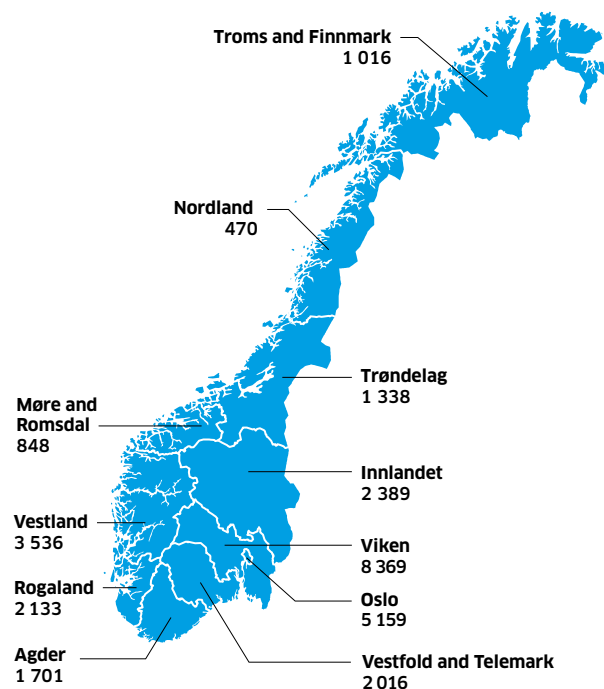 Troms and Finnmark
1 016
Nordland
470
Trøndelag
1 338
Møre and
Romsdal
848
Innlandet
2 389
Vestland
3 536
Viken
8 369
Rogaland
2 133
Oslo
5 159
Agder
1 701
Vestfold and Telemark
2 016